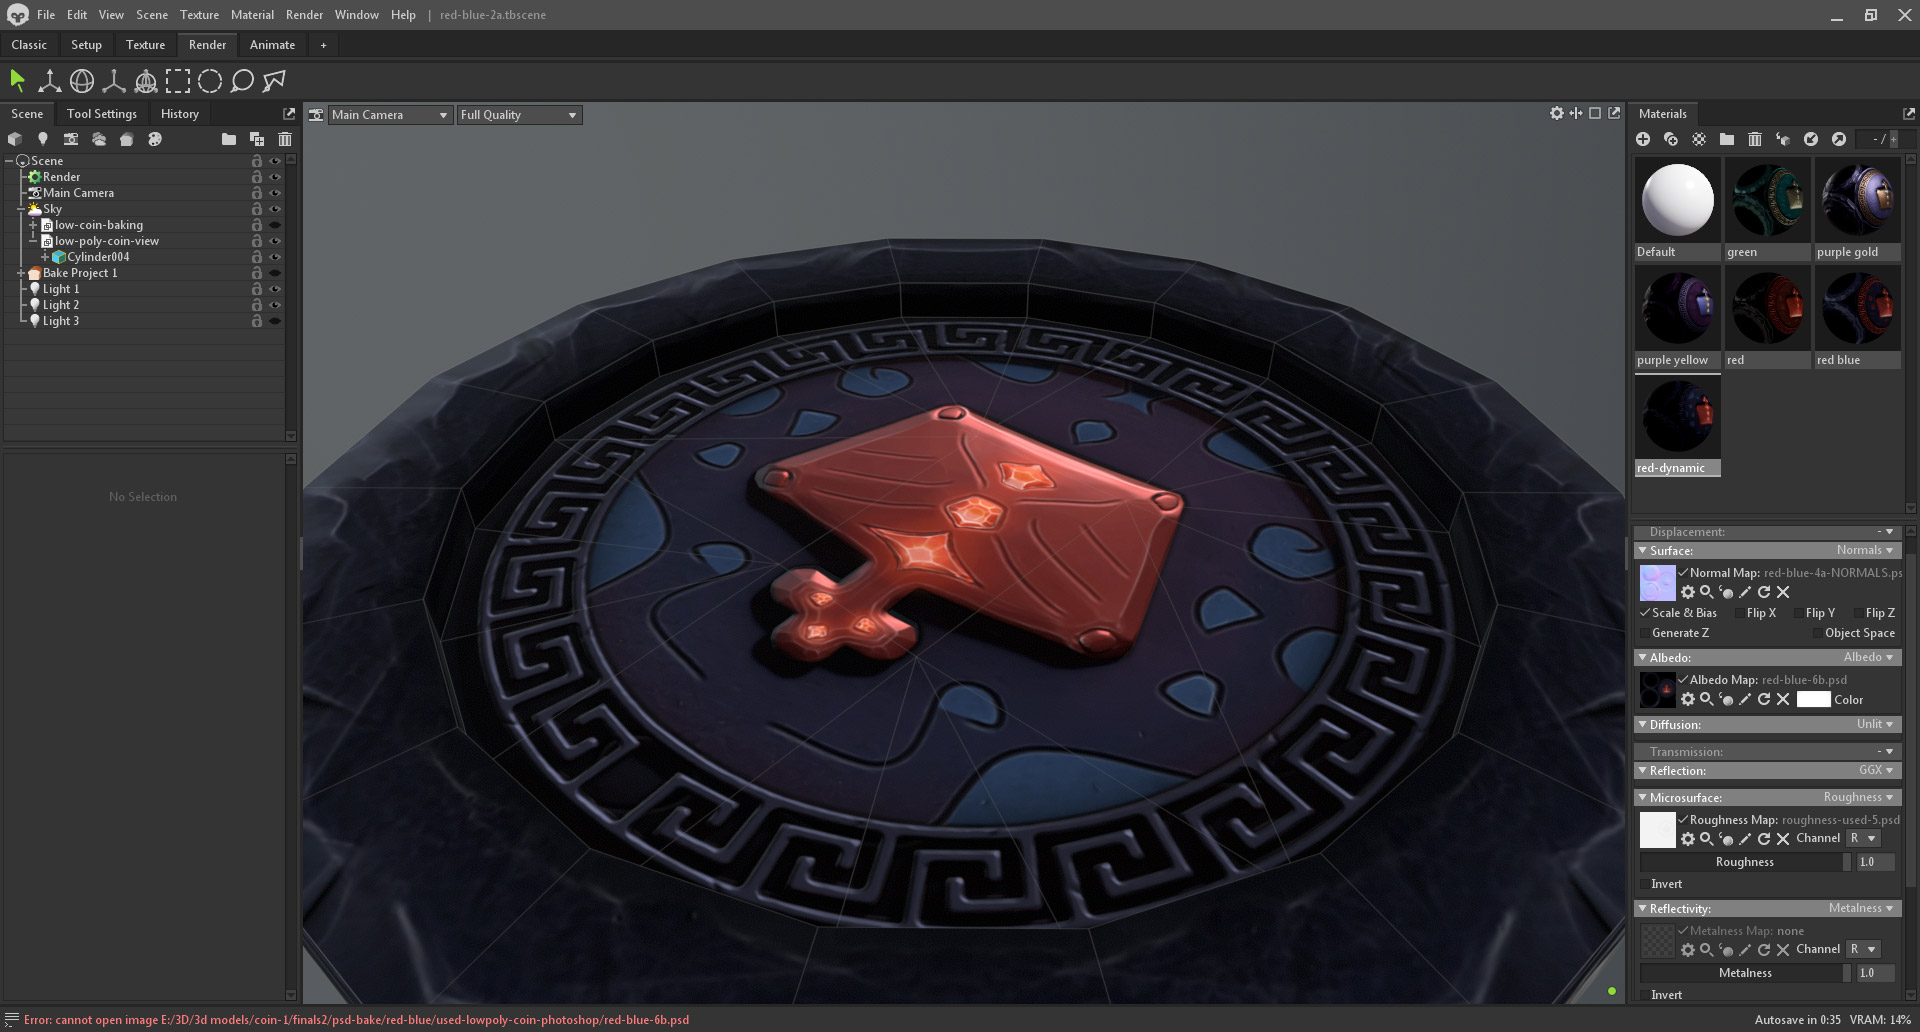 File Edit View Scene Texture Material Render Window Help | red-blue-2a.tbscene
Classic Setup Texture Render Animate +
Scene Tool Settings History
Main Camera Full Quality
Materials
- / +
Scene
Render
Main Camera
Sky
low-coin-baking
low-poly-coin-view
Cylinder004
Bake Project 1
Light 1
Light 2
Light 3
No Selection
Default green purple gold
purple yellow red red blue
red-dynamic
Displacement: -
Surface: Normals
Normal Map: red-blue-4a-NORMALS.ps
Scale & Bias Flip X Flip Y Flip Z
Generate Z Object Space
Albedo: Albedo
Albedo Map: red-blue-6b.psd
Color
Diffusion: Unlit
Transmission: -
Reflection: GGX
Microsurface: Roughness
Roughness Map: roughness-used-5.psd
Channel R
Roughness 1.0
Invert
Reflectivity: Metalness
Metalness Map: none
Channel R
Metalness 1.0
Invert
Error: cannot open image E:/3D/3d models/coin-1/finals2/psd-bake/red-blue/used-lowpoly-coin-photoshop/red-blue-6b.psd
Autosave in 0:35 VRAM: 14%